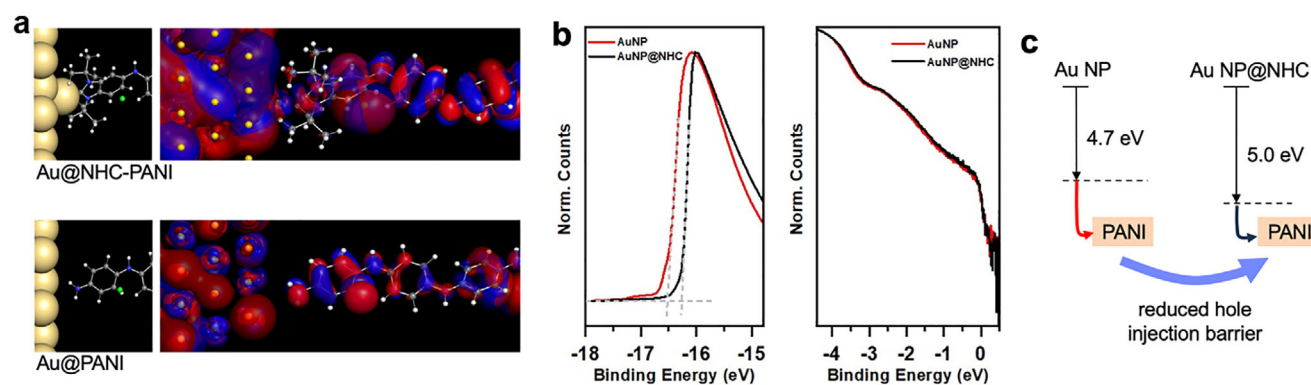 a
Au@NHC-PANI
Au@PANI
b
AuNP
AuNP@NHC
Norm. Counts
-18
-17
-16
-15
Binding Energy (eV)
AuNP
AuNP@NHC
Norm. Counts
-4
-3
-2
-1
0
Binding Energy (eV)
c
Au NP
Au NP@NHC
4.7 eV
5.0 eV
PANI
PANI
reduced hole
injection barrier